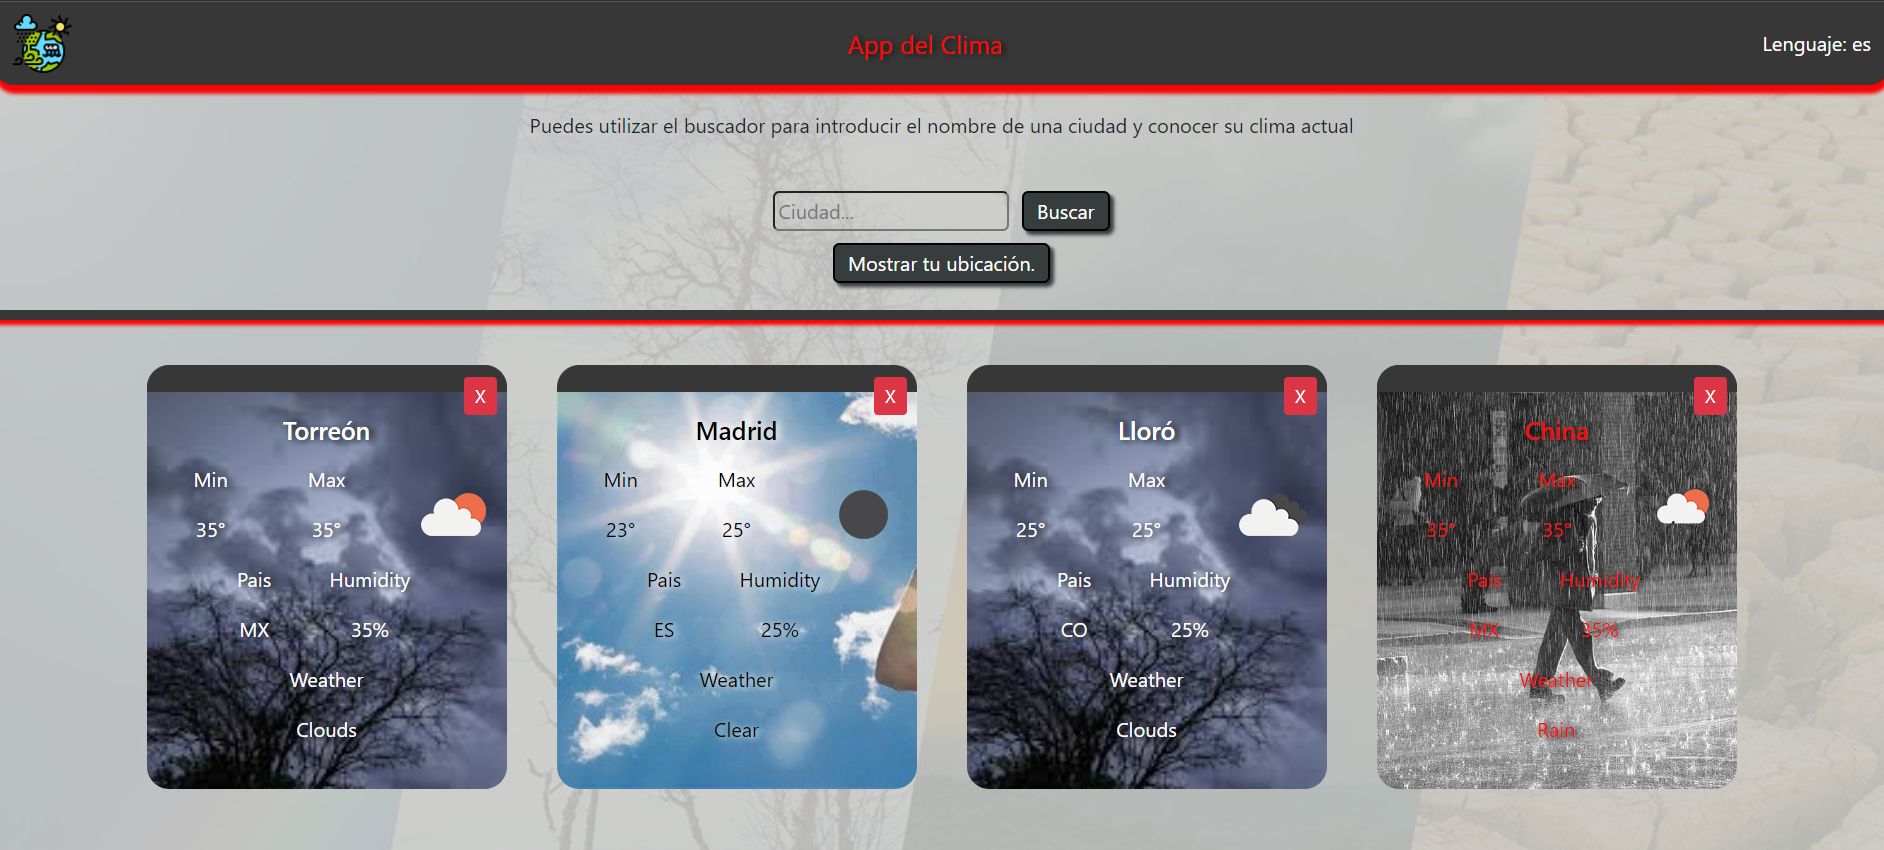 App del Clima
Lenguaje: es
Puedes utilizar el buscador para introducir el nombre de una ciudad y conocer su clima actual
Ciudad...
Buscar
Mostrar tu ubicación.
X
Torreón
Min Max
35° 35°
Pais Humidity
MX 35%
Weather
Clouds
X
Madrid
Min Max
23° 25°
Pais Humidity
ES 25%
Weather
Clear
X
Lloró
Min Max
25° 25°
Pais Humidity
CO 25%
Weather
Clouds
X
China
Min Max
35° 35°
Pais Humidity
MX 35%
Weather
Rain